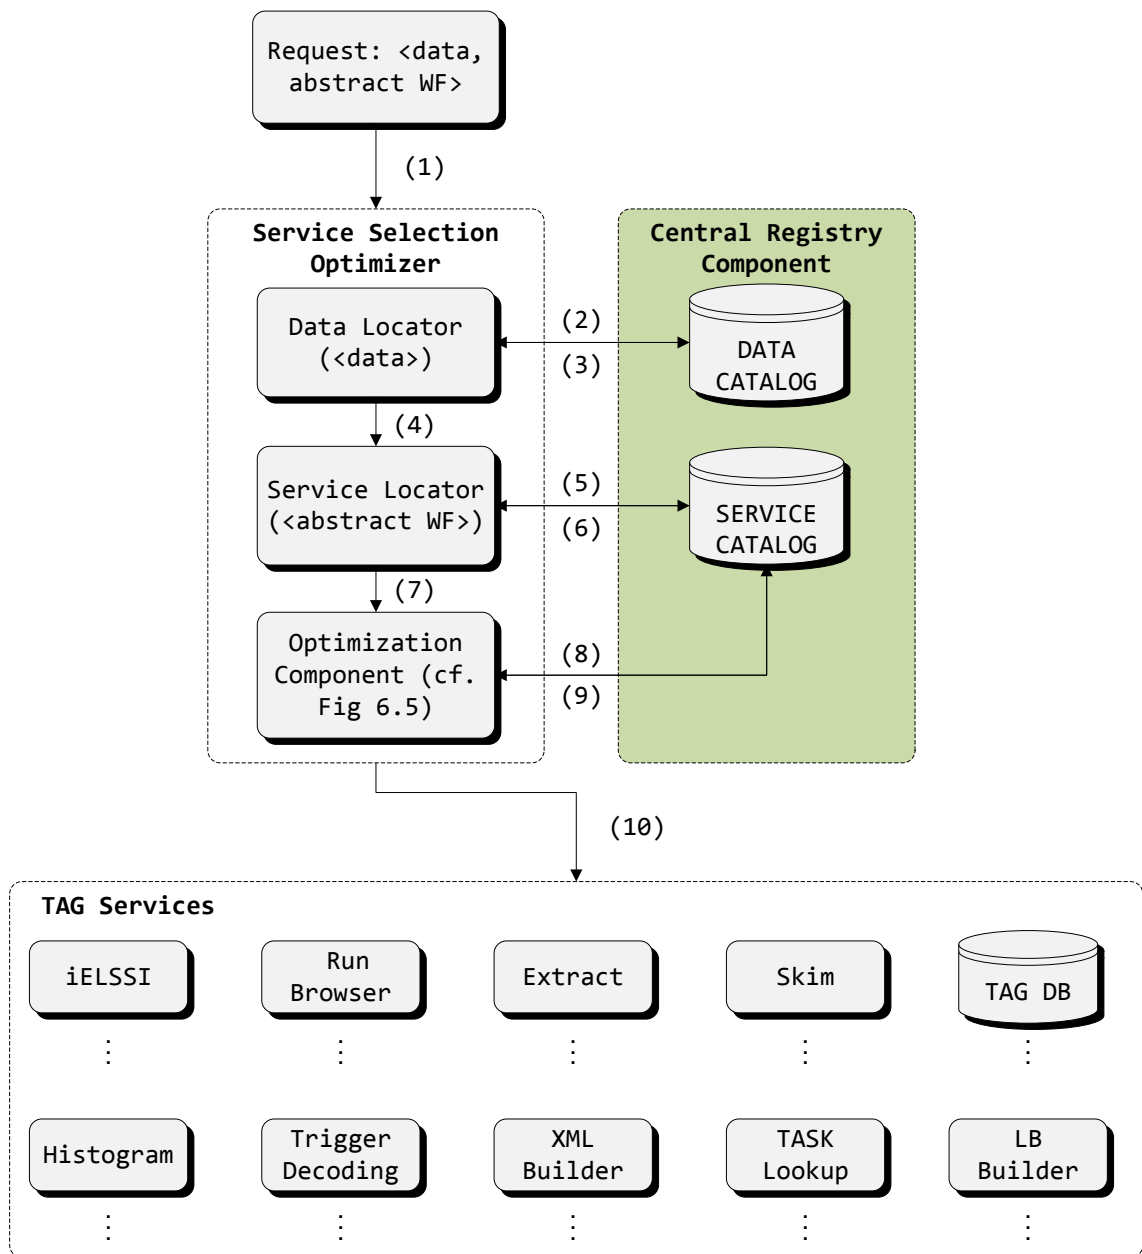 Request: <data,
abstract WF>
(1)
Service Selection
Optimizer
Central Registry
Component
Data Locator
(<data>)
(2)
(3)
DATA
CATALOG
(4)
Service Locator
(<abstract WF>)
(5)
(6)
SERVICE
CATALOG
(7)
Optimization
Component (cf.
Fig 6.5)
(8)
(9)
(10)
TAG Services
iELSSI
Run
Browser
Extract
Skim
TAG DB
Histogram
Trigger
Decoding
XML
Builder
TASK
Lookup
LB
Builder